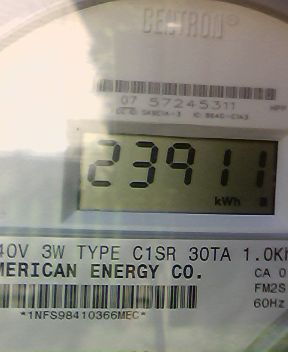 CENTRON®
07 57245311
23911
kWh
40V 3W TYPE C1SR 30TA 1.0Kh
MERICAN ENERGY CO.
CA 0
FM2S
60Hz
*1NFS98410366MEC*